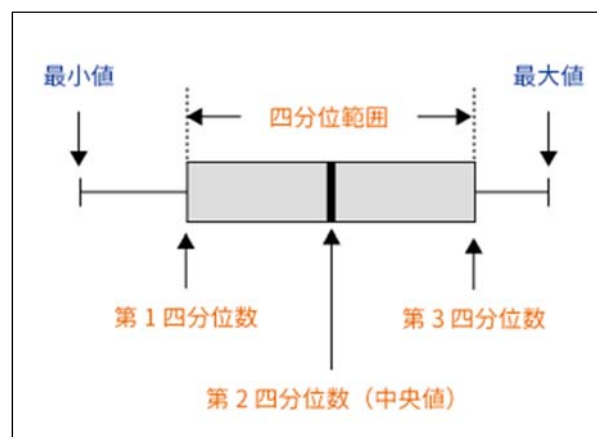 最小値
最大値
四分位範囲
第1四分位数
第3四分位数
第2四分位数（中央値）